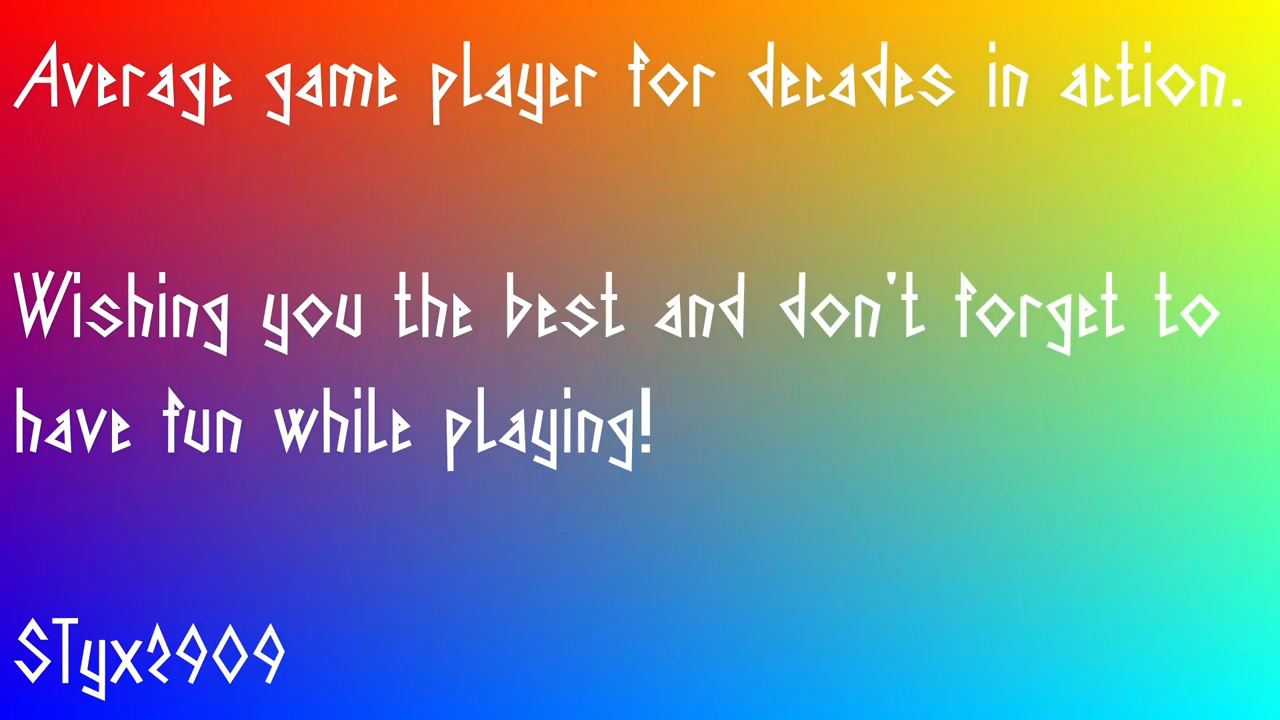 Average game player for decades in action.
Wishing you the best and don't forget to
have fun while playing!
STyx2909